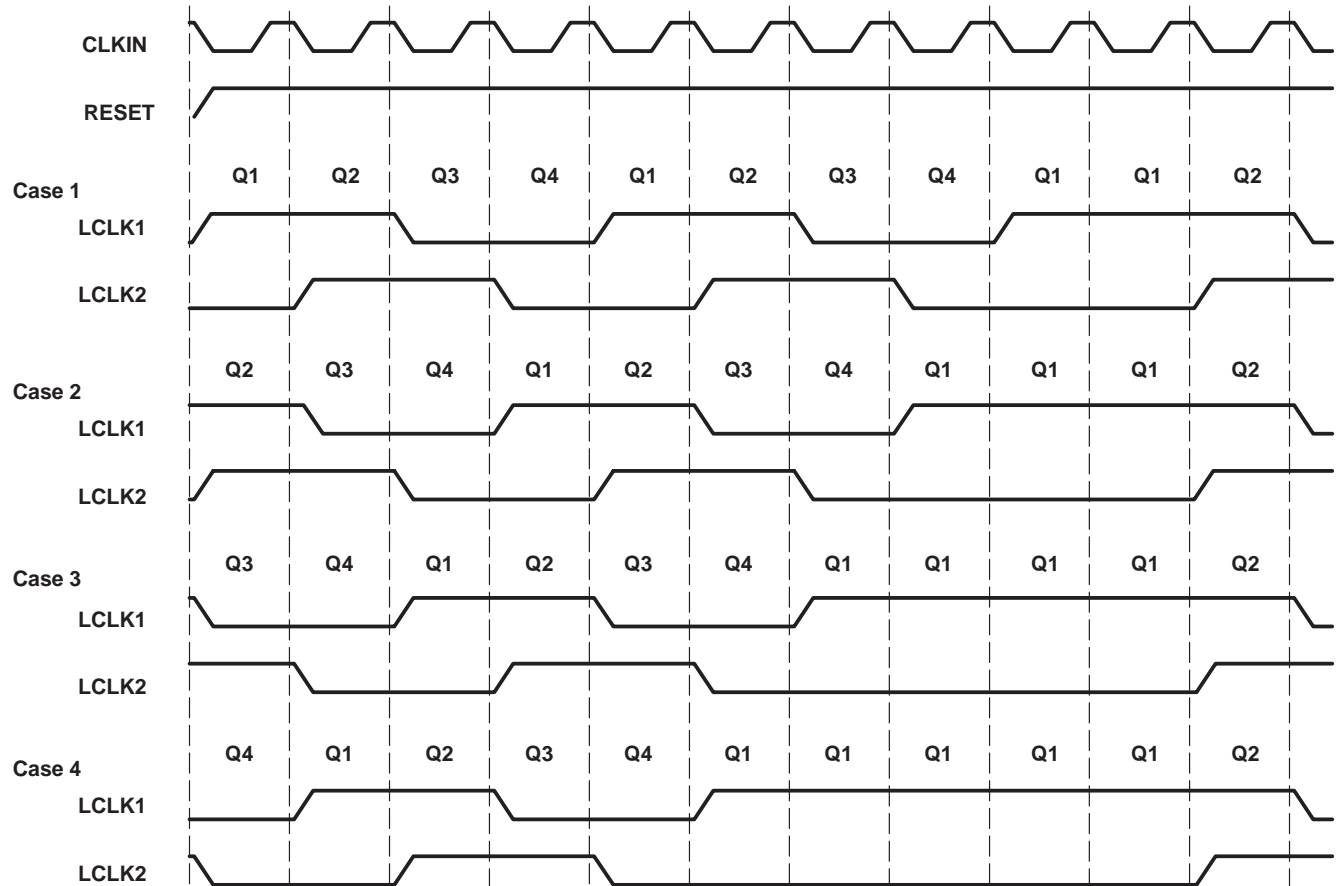 CLKIN
RESET
Q1 Q2 Q3 Q4 Q1 Q2 Q3 Q4 Q1 Q1 Q2
Case 1
LCLK1
LCLK2
Q2 Q3 Q4 Q1 Q2 Q3 Q4 Q1 Q1 Q1 Q2
Case 2
LCLK1
LCLK2
Q3 Q4 Q1 Q2 Q3 Q4 Q1 Q1 Q1 Q1 Q2
Case 3
LCLK1
LCLK2
Q4 Q1 Q2 Q3 Q4 Q1 Q1 Q1 Q1 Q1 Q2
Case 4
LCLK1
LCLK2